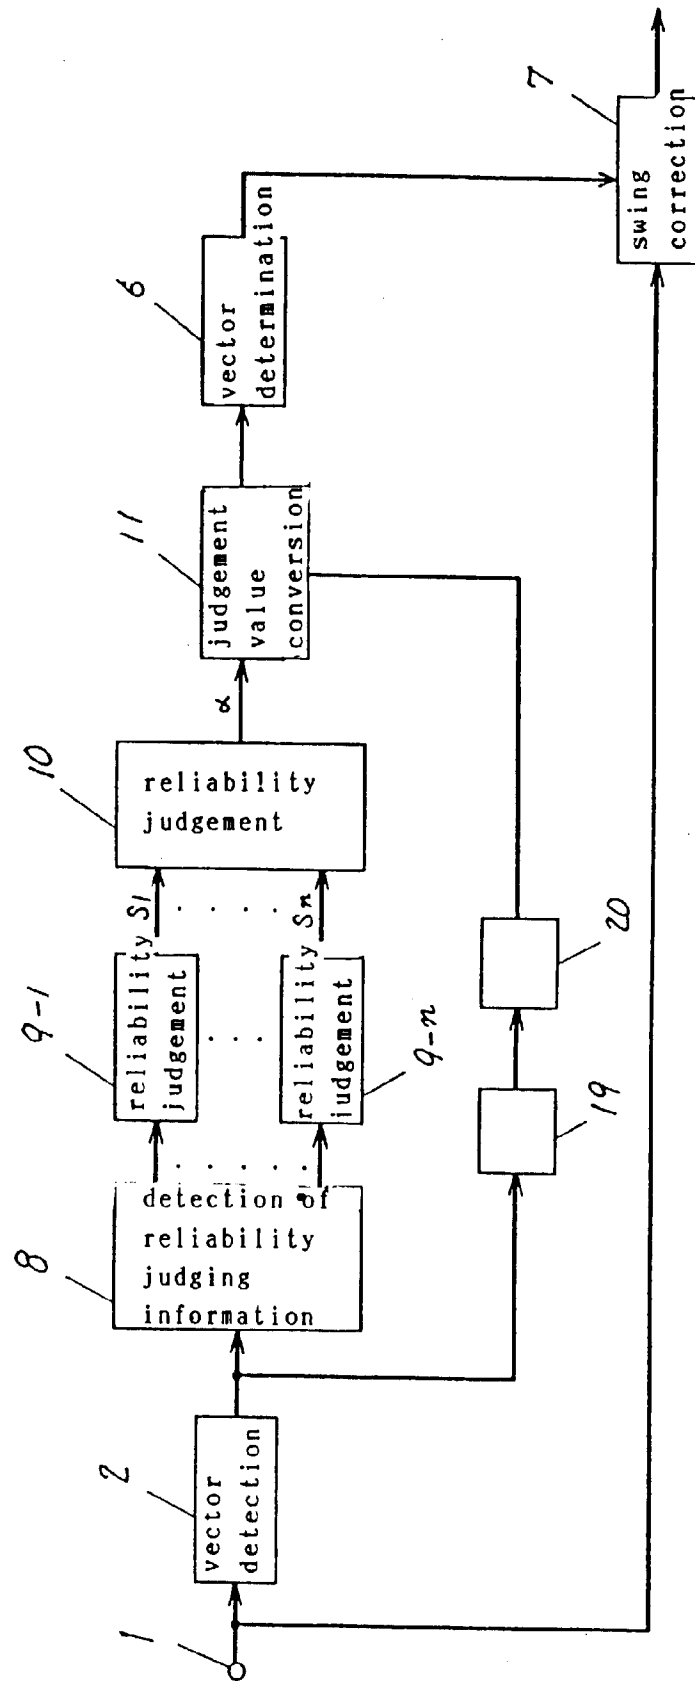 1
2
vector
detection
8
detection of
reliability
judging
information
9-1
reliability
judgement
S1
9-n
reliability
judgement
Sn
10
reliability
judgement
α
11
judgement
value
conversion
6
vector
determination
7
swing
correction
19
20